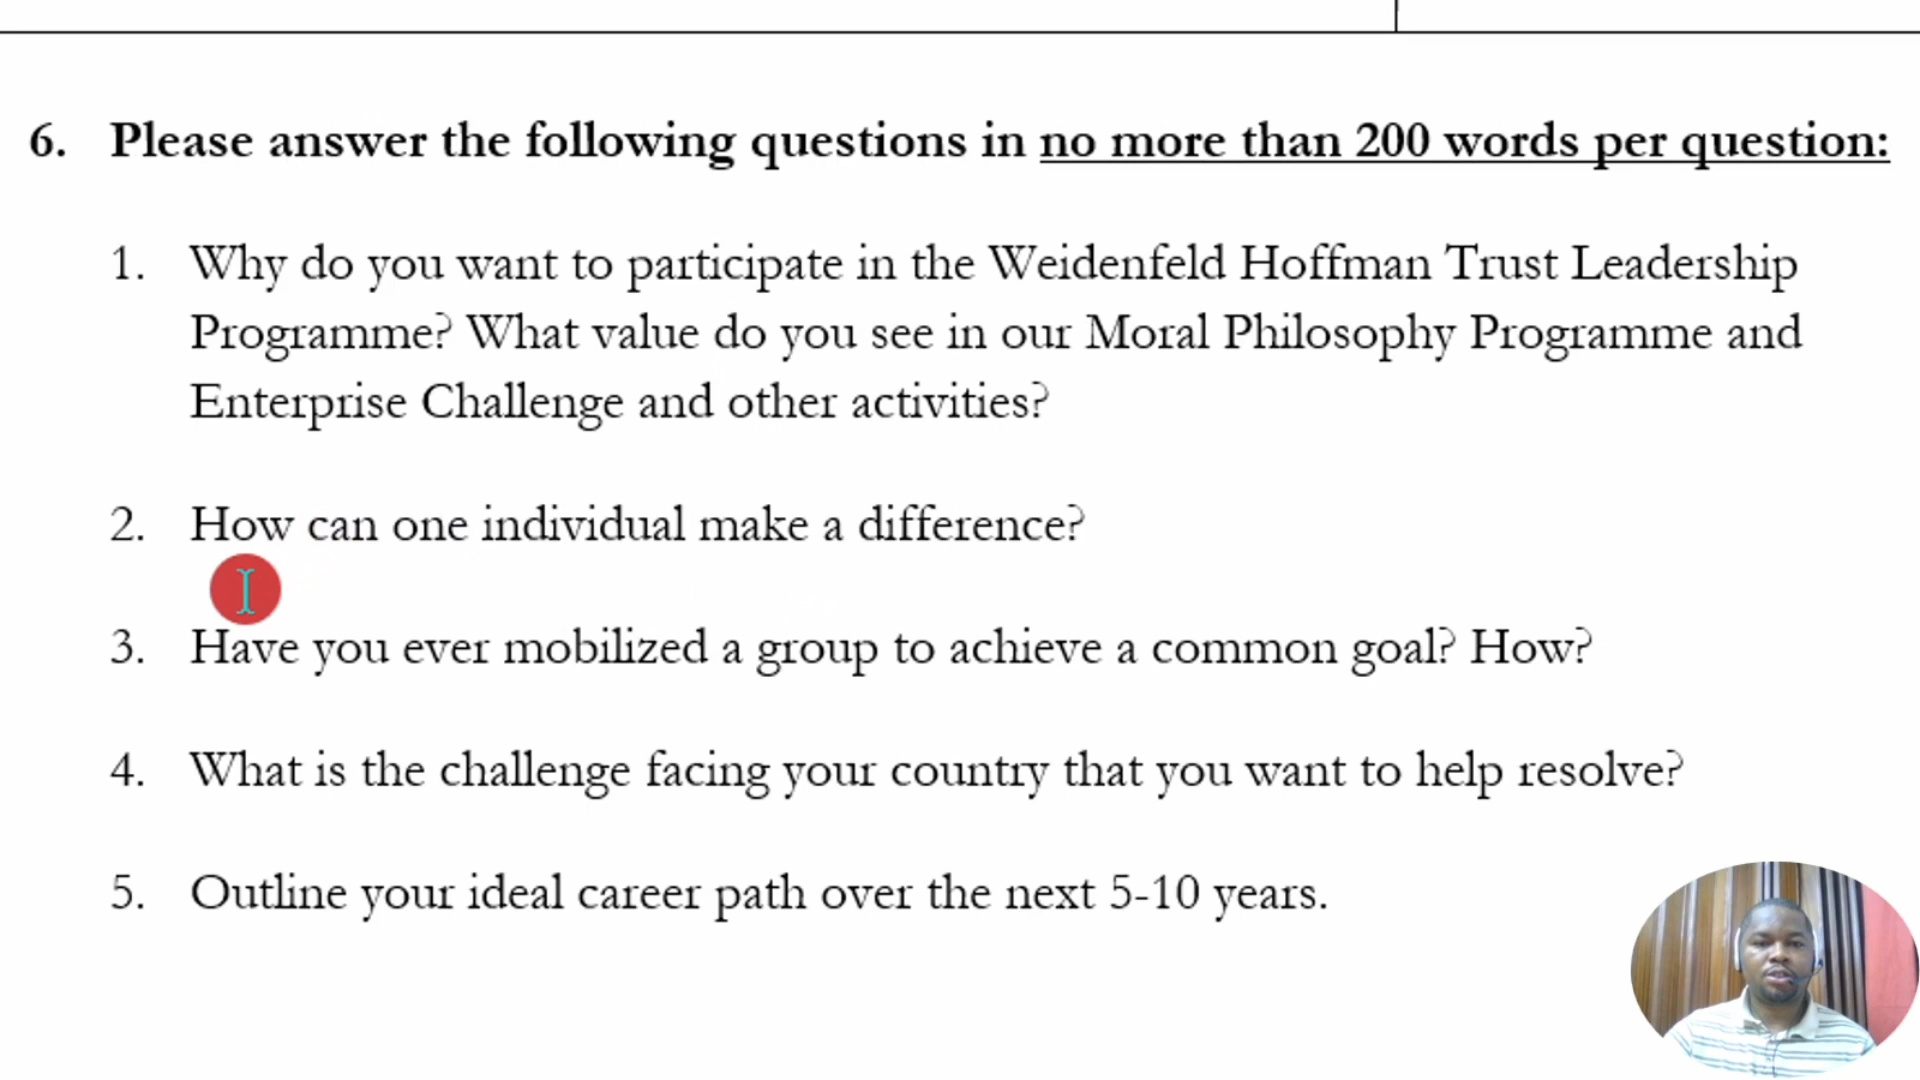 6. Please answer the following questions in no more than 200 words per question:
1. Why do you want to participate in the Weidenfeld Hoffman Trust Leadership
Programme? What value do you see in our Moral Philosophy Programme and
Enterprise Challenge and other activities?
2. How can one individual make a difference?
3. Have you ever mobilized a group to achieve a common goal? How?
4. What is the challenge facing your country that you want to help resolve?
5. Outline your ideal career path over the next 5-10 years.